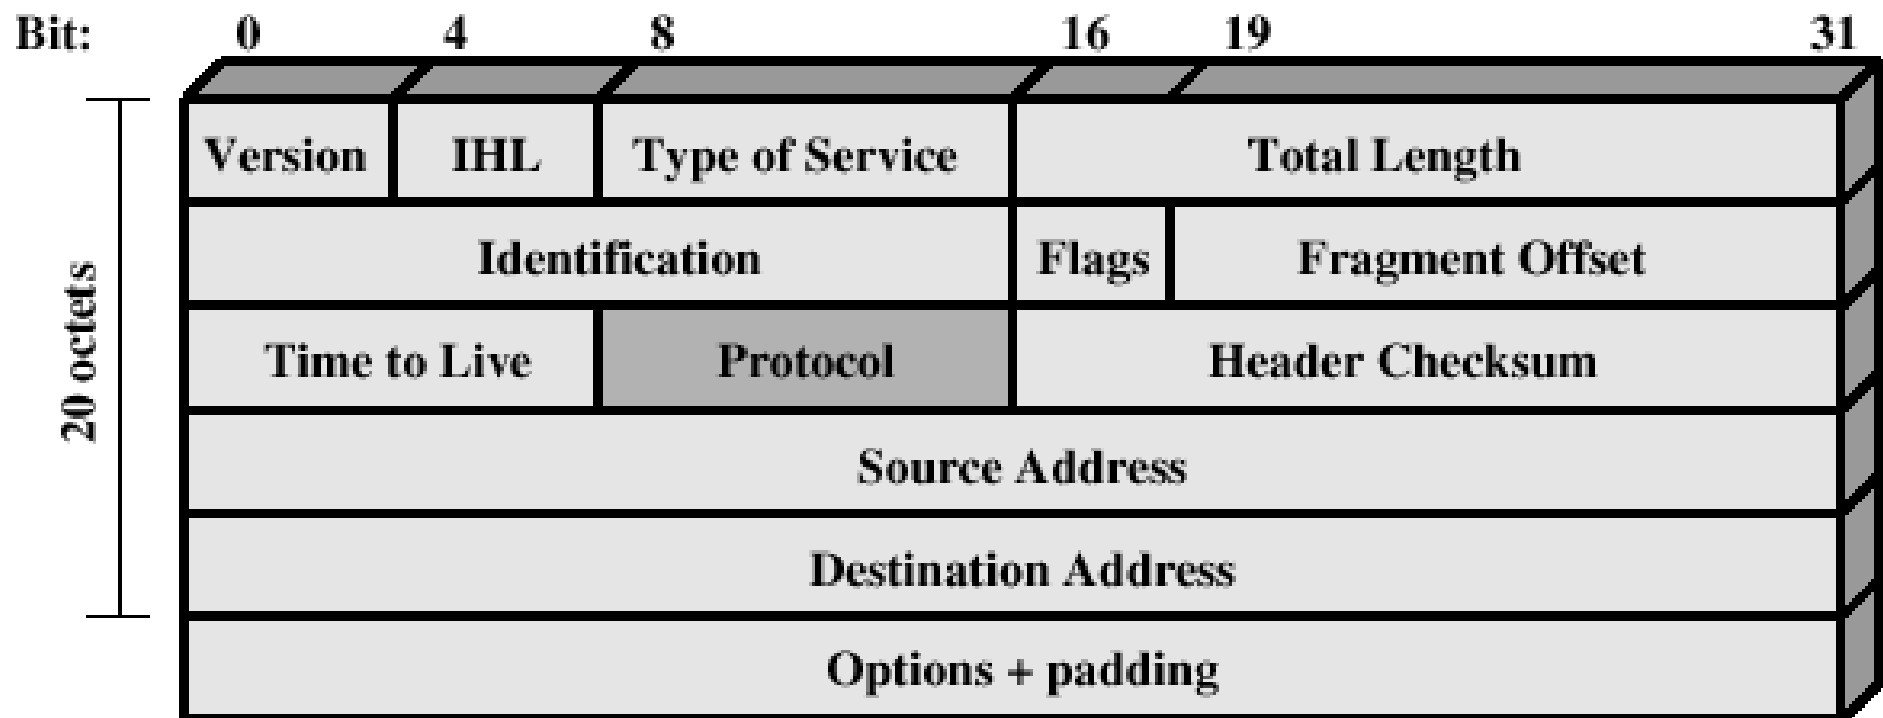 Bit: 0 4 8 16 19 31
Version IHL Type of Service Total Length
Identification Flags Fragment Offset
Time to Live Protocol Header Checksum
Source Address
Destination Address
Options + padding
20 octets